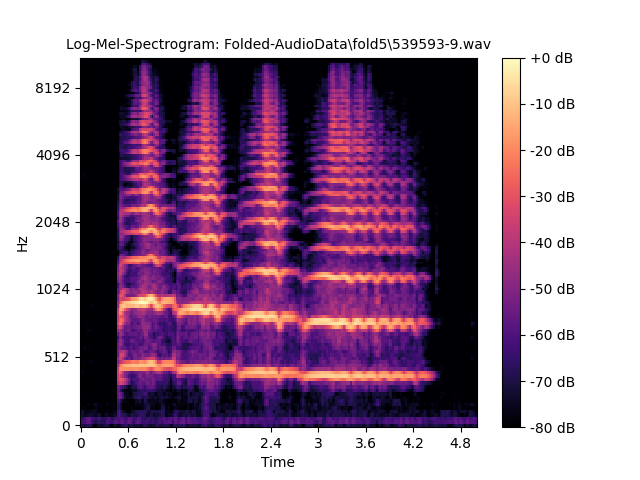 Log-Mel-Spectrogram: Folded-AudioData\fold5\539593-9.wav
Hz
8192
4096
2048
1024
512
0
0 0.6 1.2 1.8 2.4 3 3.6 4.2 4.8
Time
+0 dB
-10 dB
-20 dB
-30 dB
-40 dB
-50 dB
-60 dB
-70 dB
-80 dB